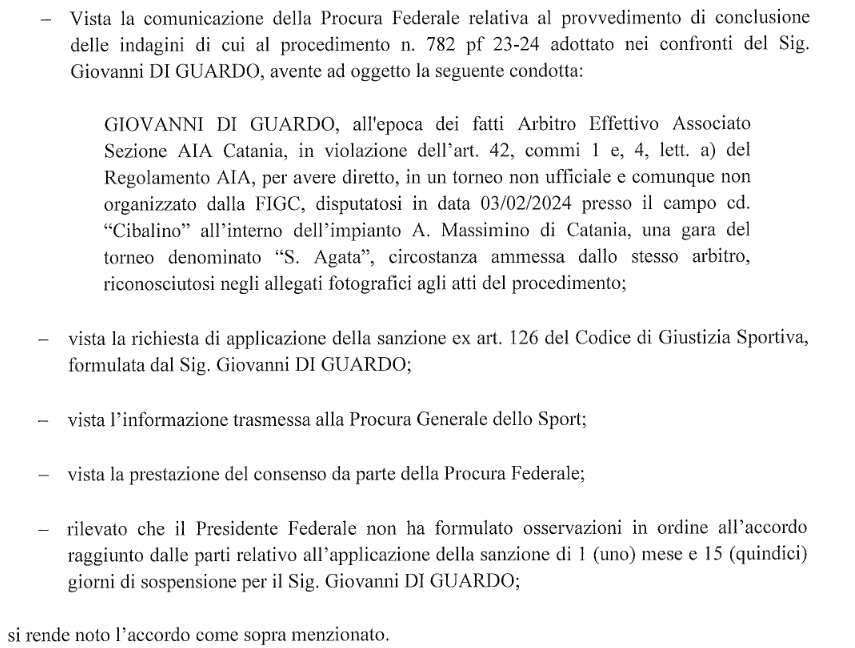 – Vista la comunicazione della Procura Federale relativa al provvedimento di conclusione
delle indagini di cui al procedimento n. 782 pf 23-24 adottato nei confronti del Sig.
Giovanni DI GUARDO, avente ad oggetto la seguente condotta:
GIOVANNI DI GUARDO, all'epoca dei fatti Arbitro Effettivo Associato
Sezione AIA Catania, in violazione dell’art. 42, commi 1 e, 4, lett. a) del
Regolamento AIA, per avere diretto, in un torneo non ufficiale e comunque non
organizzato dalla FIGC, disputatosi in data 03/02/2024 presso il campo cd.
“Cibalino” all’interno dell’impianto A. Massimino di Catania, una gara del
torneo denominato “S. Agata”, circostanza ammessa dallo stesso arbitro,
riconosciutosi negli allegati fotografici agli atti del procedimento;
– vista la richiesta di applicazione della sanzione ex art. 126 del Codice di Giustizia Sportiva,
formulata dal Sig. Giovanni DI GUARDO;
– vista l’informazione trasmessa alla Procura Generale dello Sport;
– vista la prestazione del consenso da parte della Procura Federale;
– rilevato che il Presidente Federale non ha formulato osservazioni in ordine all’accordo
raggiunto dalle parti relativo all’applicazione della sanzione di 1 (uno) mese e 15 (quindici)
giorni di sospensione per il Sig. Giovanni DI GUARDO;
si rende noto l’accordo come sopra menzionato.